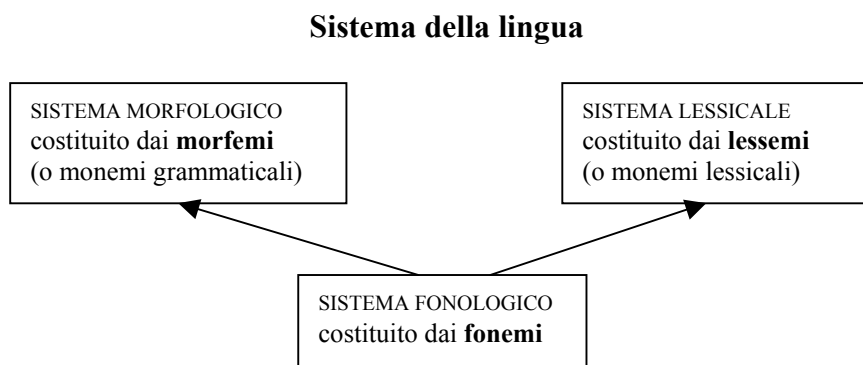 Sistema della lingua
SISTEMA MORFOLOGICO
costituito dai morfemi
(o monemi grammaticali)
SISTEMA LESSICALE
costituito dai lessemi
(o monemi lessicali)
SISTEMA FONOLOGICO
costituito dai fonemi